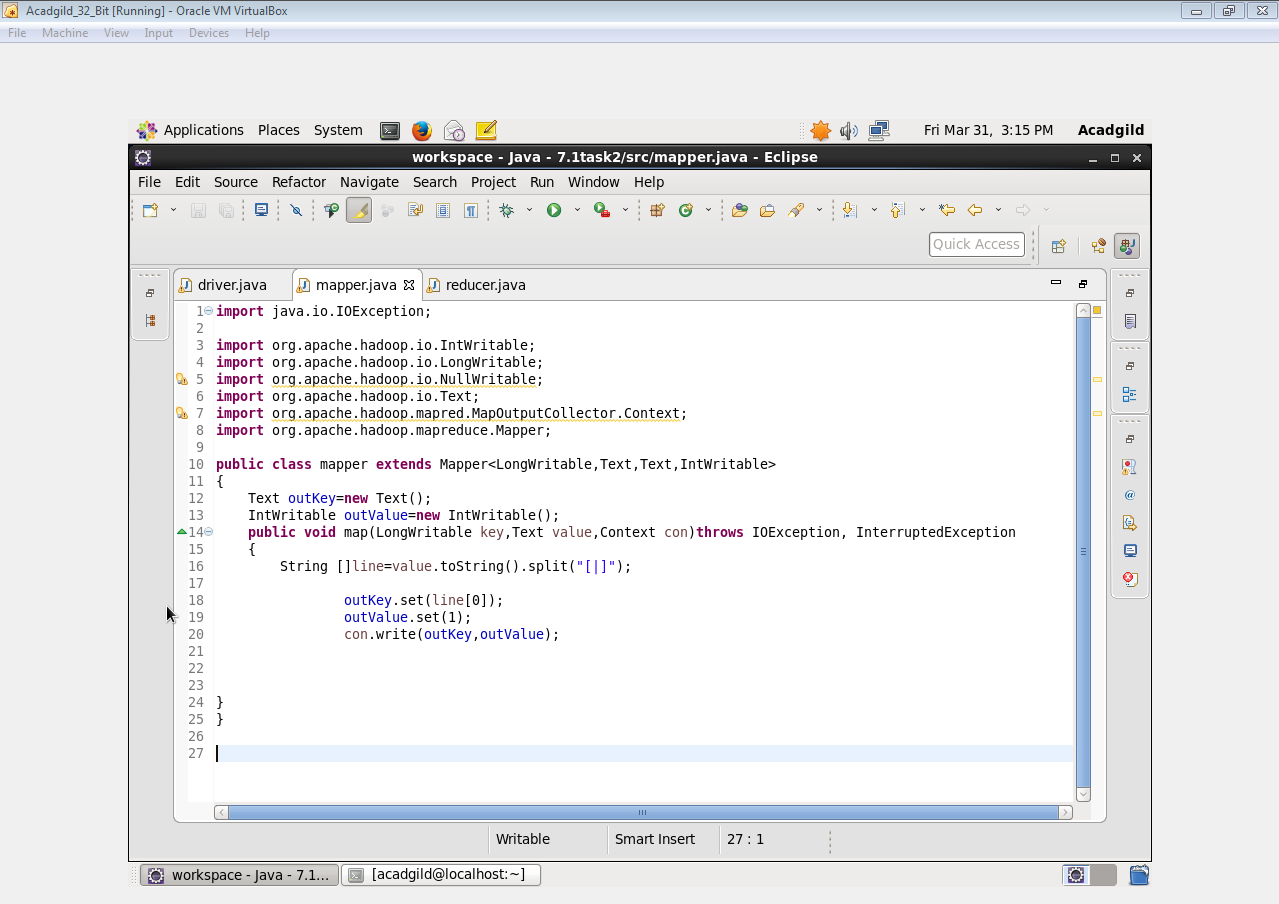 Acadgild_32_Bit [Running] - Oracle VM VirtualBox
File Machine View Input Devices Help
Applications Places System Fri Mar 31, 3:15 PM Acadgild
workspace - Java - 7.1task2/src/mapper.java - Eclipse
File Edit Source Refactor Navigate Search Project Run Window Help
Quick Access
driver.java mapper.java reducer.java
1 import java.io.IOException;
2
3 import org.apache.hadoop.io.IntWritable;
4 import org.apache.hadoop.io.LongWritable;
5 import org.apache.hadoop.io.NullWritable;
6 import org.apache.hadoop.io.Text;
7 import org.apache.hadoop.mapred.MapOutputCollector.Context;
8 import org.apache.hadoop.mapreduce.Mapper;
9
10 public class mapper extends Mapper<LongWritable,Text,Text,IntWritable>
11 {
12 Text outKey=new Text();
13 IntWritable outValue=new IntWritable();
14 public void map(LongWritable key,Text value,Context con)throws IOException, InterruptedException
15 {
16 String []line=value.toString().split("[|]");
17
18 outKey.set(line[0]);
19 outValue.set(1);
20 con.write(outKey,outValue);
21
22
23
24 }
25 }
26
27
Writable Smart Insert 27 : 1
workspace - Java - 7.1... [acadgild@localhost:~]